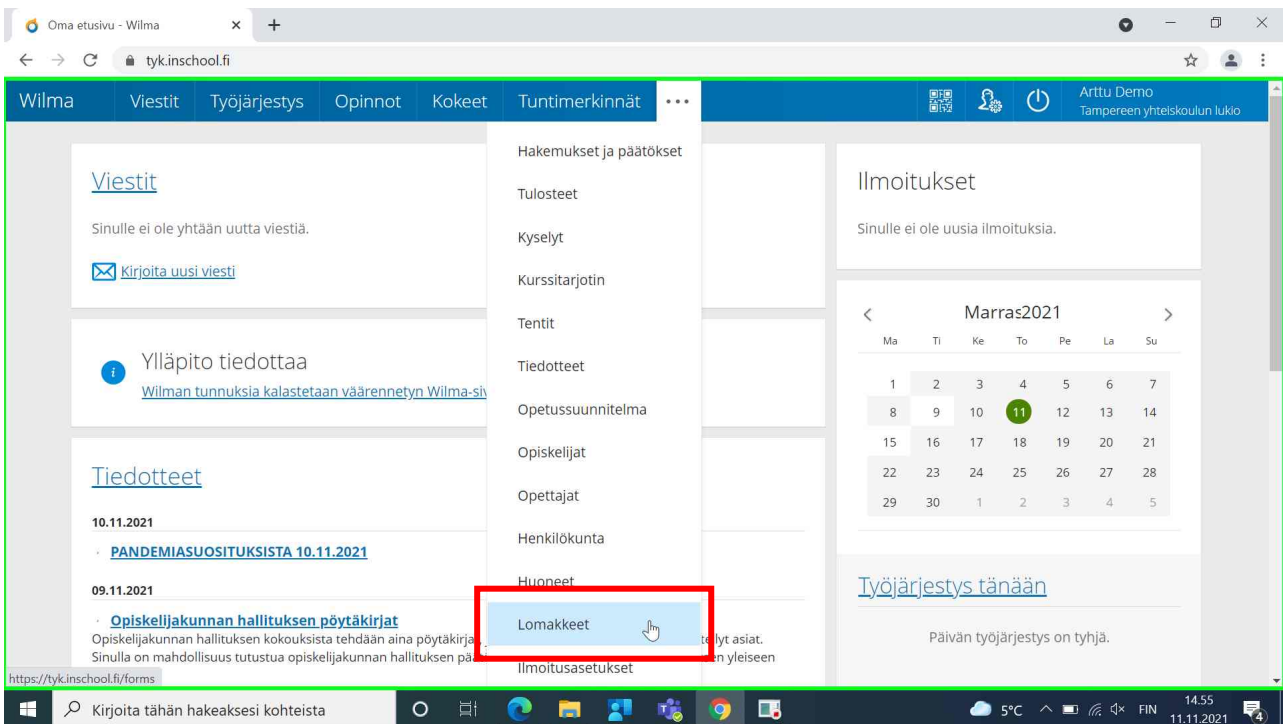 Oma etusivu - Wilma
tyk.inschool.fi
Wilma Viestit Työjärjestys Opinnot Kokeet Tuntimerkinnät
Arttu Demo
Tampereen yhteiskoulun lukio
Hakemukset ja päätökset
Tulosteet
Kyselyt
Kurssitarjotin
Tentit
Tiedotteet
Opetussuunnitelma
Opiskelijat
Opettajat
Henkilökunta
Huoneet
Lomakkeet
Ilmoitusasetukset
Viestit
Sinulle ei ole yhtään uutta viestiä.
Kirjoita uusi viesti
Ylläpito tiedottaa
Wilman tunnuksia kalastetaan väärennetyn Wilma-siv
Tiedotteet
10.11.2021
PANDEMIASUOSITUKSISTA 10.11.2021
09.11.2021
Opiskelijakunnan hallituksen pöytäkirjat
Opiskelijakunnan hallituksen kokouksista tehdään aina pöytäkirja, lyt asiat.
Sinulla on mahdollisuus tutustua opiskelijakunnan hallituksen pä en yleiseen
https://tyk.inschool.fi/forms
Ilmoitukset
Sinulle ei ole uusia ilmoituksia.
Marras2021
Ma Ti Ke To Pe La Su
1 2 3 4 5 6 7
8 9 10 11 12 13 14
15 16 17 18 19 20 21
22 23 24 25 26 27 28
29 30 1 2 3 4 5
Työjärjestys tänään
Päivän työjärjestys on tyhjä.
Kirjoita tähän hakeaksesi kohteista
5°C
FIN
14.55
11.11.2021
4